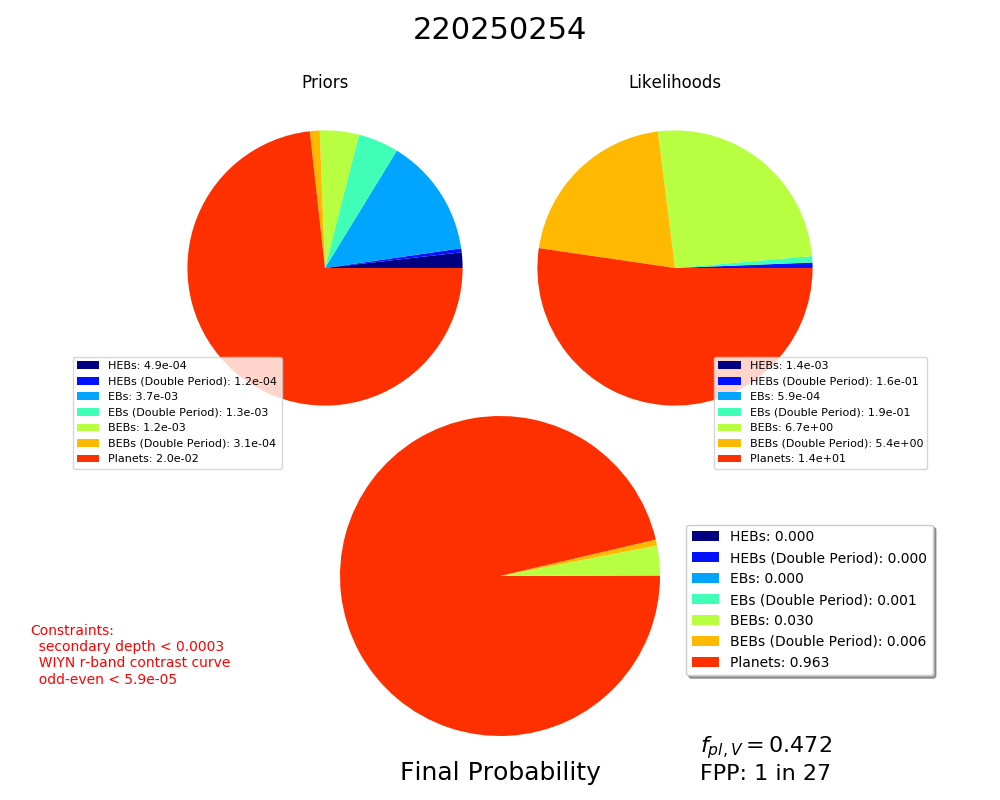 220250254
Priors
Likelihoods
HEBs: 4.9e-04
HEBs (Double Period): 1.2e-04
EBs: 3.7e-03
EBs (Double Period): 1.3e-03
BEBs: 1.2e-03
BEBs (Double Period): 3.1e-04
Planets: 2.0e-02
HEBs: 1.4e-03
HEBs (Double Period): 1.6e-01
EBs: 5.9e-04
EBs (Double Period): 1.9e-01
BEBs: 6.7e+00
BEBs (Double Period): 5.4e+00
Planets: 1.4e+01
HEBs: 0.000
HEBs (Double Period): 0.000
EBs: 0.000
EBs (Double Period): 0.001
BEBs: 0.030
BEBs (Double Period): 0.006
Planets: 0.963
Constraints:
secondary depth < 0.0003
WIYN r-band contrast curve
odd-even < 5.9e-05
Final Probability
f_{pl, V} = 0.472
FPP: 1 in 27